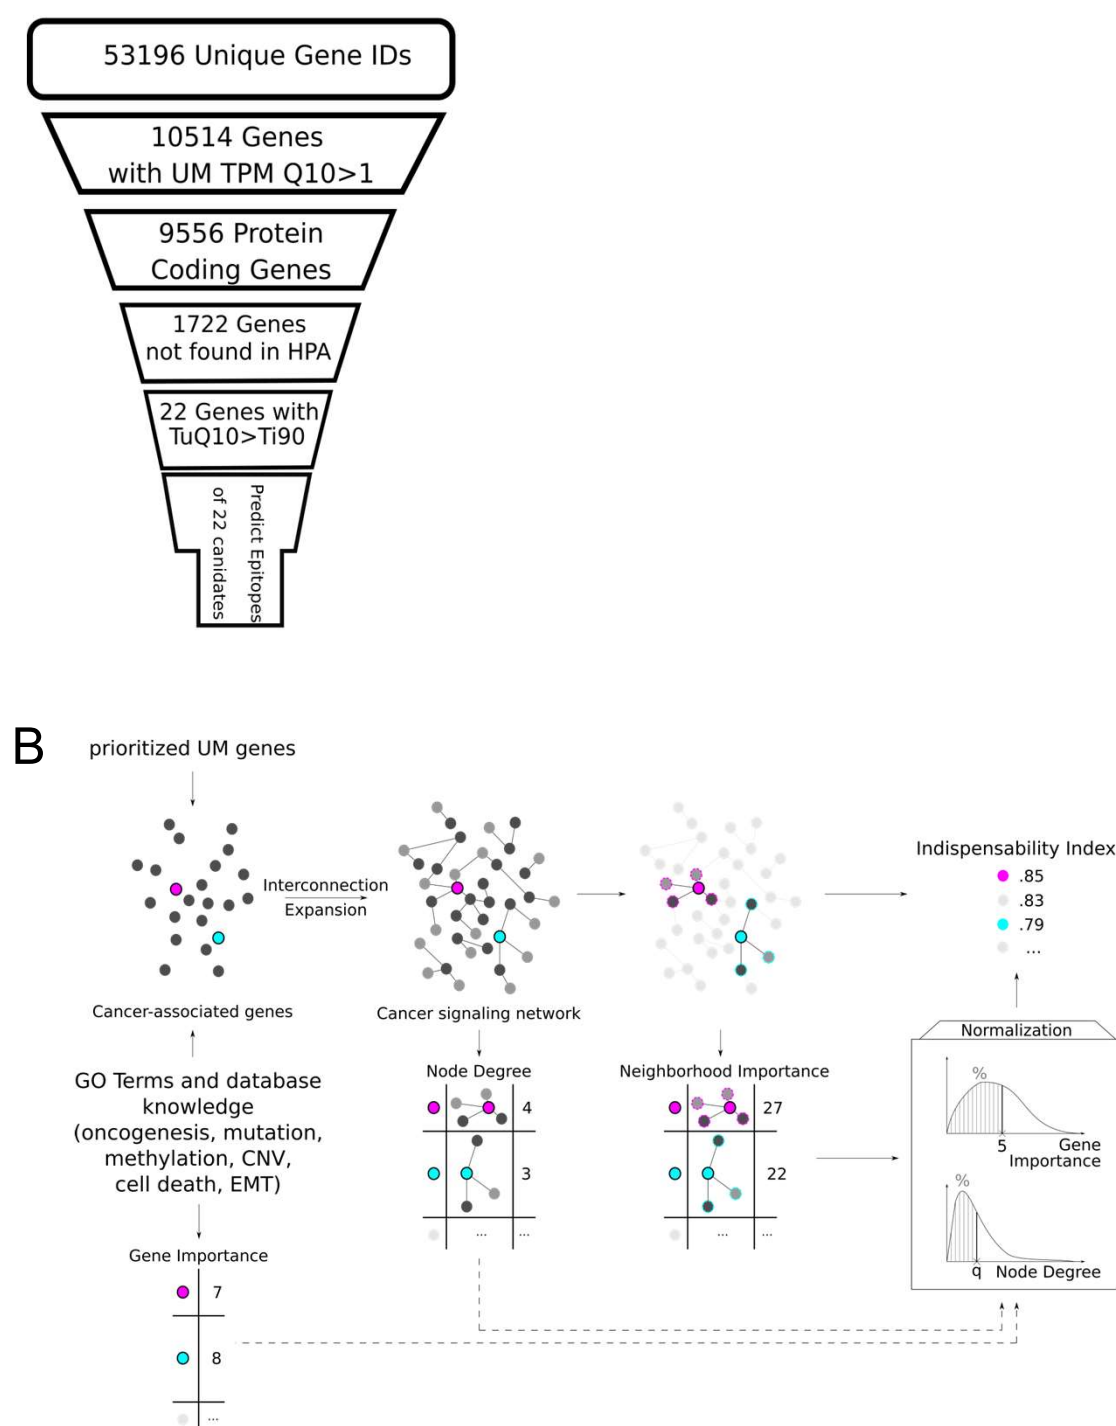 53196 Unique Gene IDs
10514 Genes
with UM TPM Q10>1
9556 Protein
Coding Genes
1722 Genes
not found in HPA
22 Genes with
TuQ10>Ti90
Predict Epitopes
of 22 canidates
B
prioritized UM genes
Interconnection
Expansion
Cancer-associated genes
Cancer signaling network
Indispensability Index
.85
.83
.79
...
GO Terms and database
knowledge
(oncogenesis, mutation,
methylation, CNV,
cell death, EMT)
Gene Importance
7
8
...
Node Degree
4
3
... ...
Neighborhood Importance
27
22
... ...
Normalization
%
5 Gene
Importance
%
q Node Degree